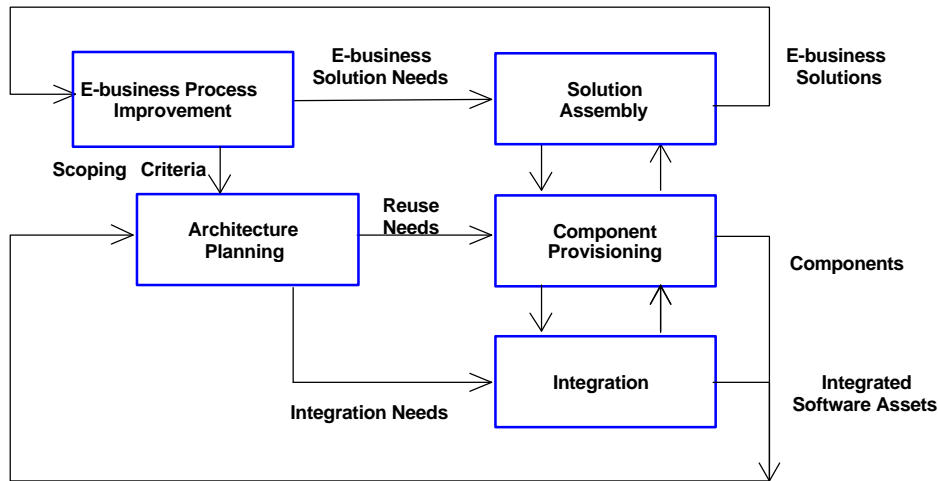 E-business
Solution Needs
E-business
Solutions
E-business Process
Improvement
Solution
Assembly
Scoping Criteria
Architecture
Planning
Reuse
Needs
Component
Provisioning
Components
Integration
Integration Needs
Integrated
Software Assets